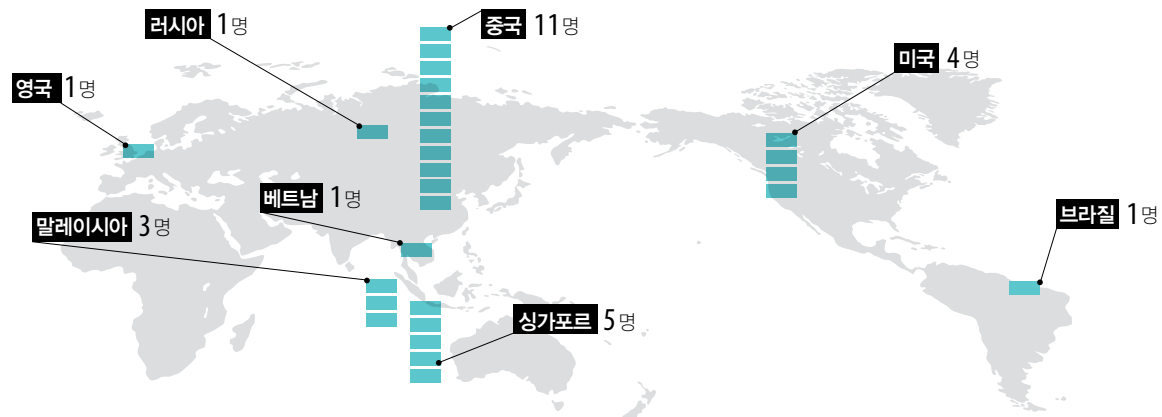 러시아 1명
중국 11명
미국 4명
영국 1명
베트남 1명
말레이시아 3명
브라질 1명
싱가포르 5명